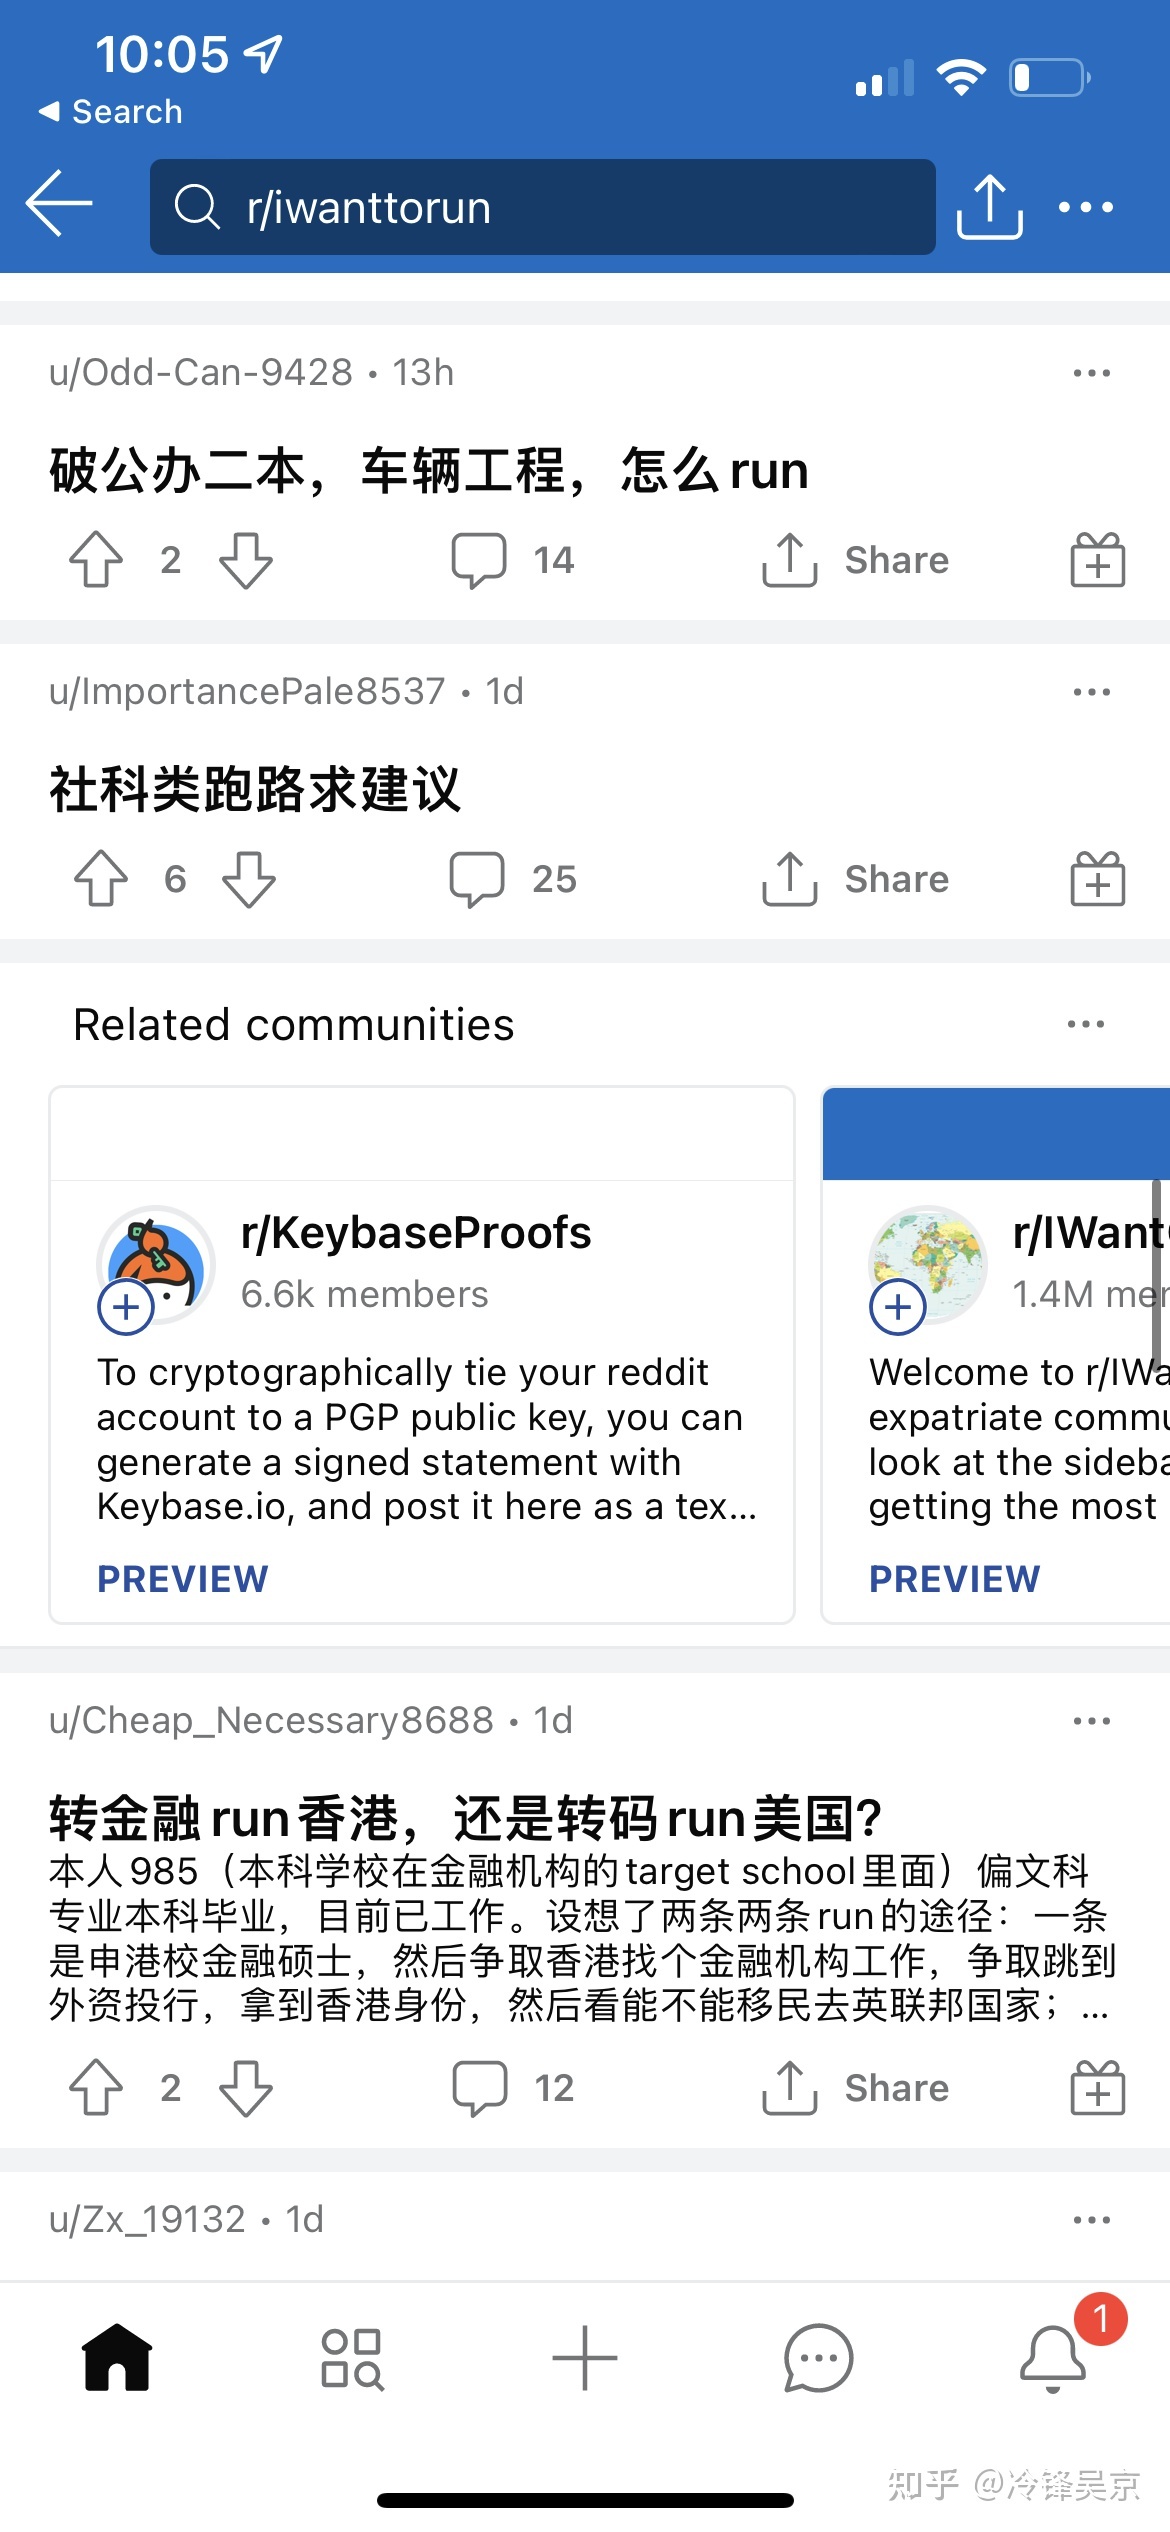 10:05
Search
r/iwanttorun
u/Odd-Can-9428 • 13h
破公办二本，车辆工程，怎么run
2
14
Share
u/ImportancePale8537 • 1d
社科类跑路求建议
6
25
Share
Related communities
r/KeybaseProofs
6.6k members
To cryptographically tie your reddit
account to a PGP public key, you can
generate a signed statement with
Keybase.io, and post it here as a tex...
PREVIEW
r/IWant
1.4M mem
Welcome to r/IWa
expatriate commu
look at the sideba
getting the most
PREVIEW
u/Cheap_Necessary8688 • 1d
转金融run香港，还是转码run美国?
本人985（本科学校在金融机构的target school里面）偏文科
专业本科毕业，目前已工作。设想了两条两条run的途径：一条
是申港校金融硕士，然后争取香港找个金融机构工作，争取跳到
外资投行，拿到香港身份，然后看能不能移民去英联邦国家；...
2
12
Share
u/Zx_19132 • 1d
1
知乎 @冷锋吴京